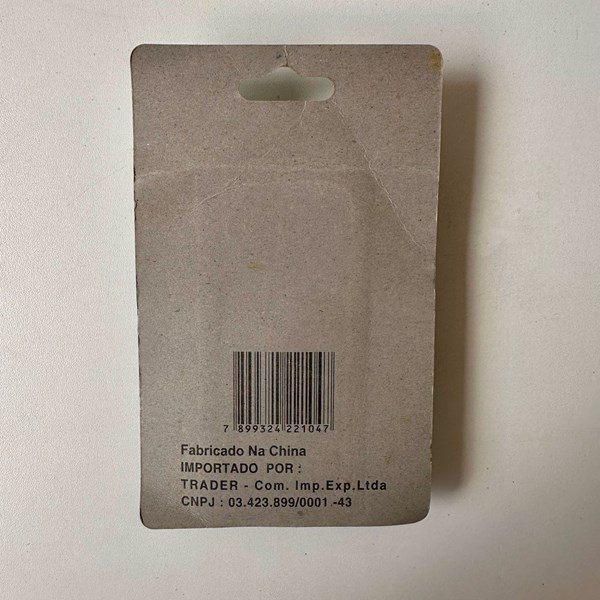 7 899324 221047
Fabricado Na China
IMPORTADO POR :
TRADER - Com. Imp.Exp.Ltda
CNPJ : 03.423.899/0001 -43